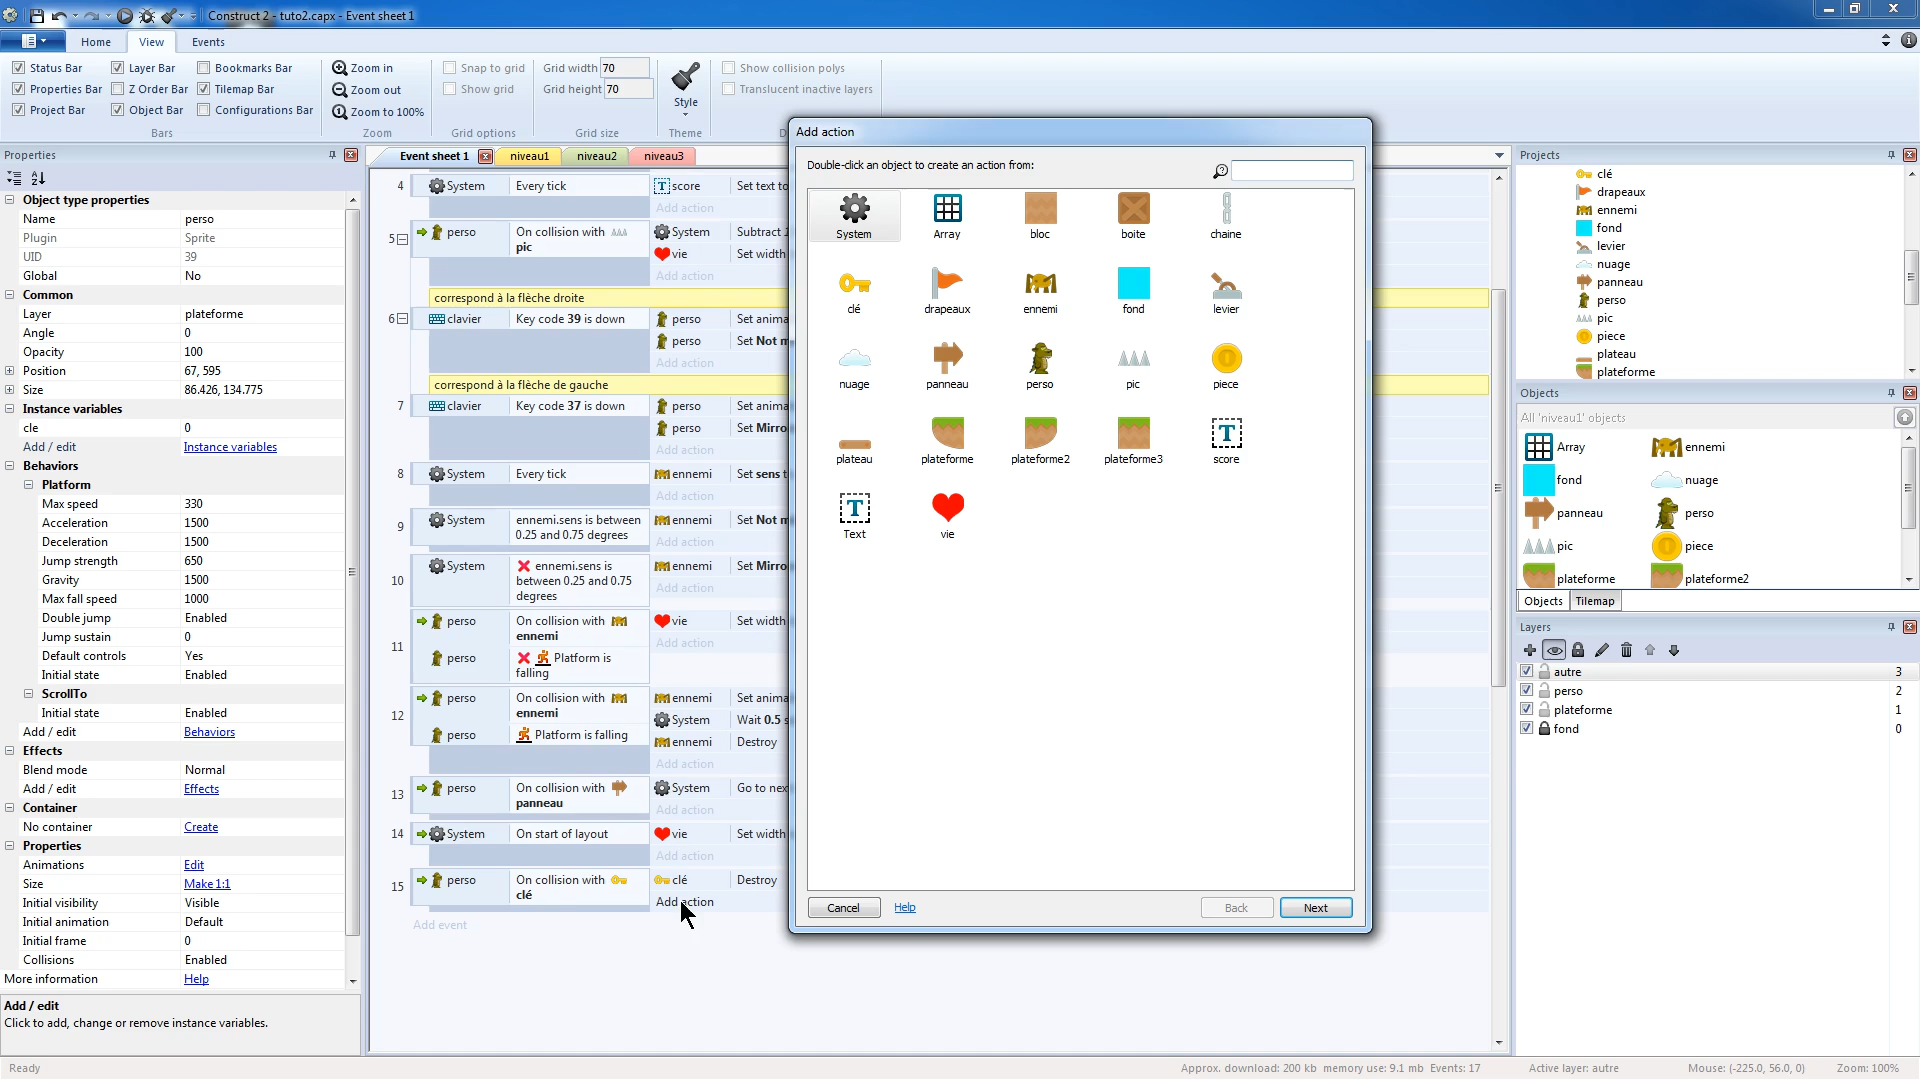 Construct 2 - tuto2.capx - Event sheet 1
Home
View
Events
Status Bar
Layer Bar
Bookmarks Bar
Properties Bar
Z Order Bar
Tilemap Bar
Project Bar
Object Bar
Configurations Bar
Bars
Zoom in
Zoom out
Zoom to 100%
Zoom
Snap to grid
Show grid
Grid options
Grid width 70
Grid height 70
Grid size
Style
Theme
Show collision polys
Translucent inactive layers
Properties
Object type properties
Name perso
Plugin Sprite
UID 39
Global No
Common
Layer plateforme
Angle 0
Opacity 100
Position 67, 595
Size 86.426, 134.775
Instance variables
cle 0
Add / edit Instance variables
Behaviors
Platform
Max speed 330
Acceleration 1500
Deceleration 1500
Jump strength 650
Gravity 1500
Max fall speed 1000
Double jump Enabled
Jump sustain 0
Default controls Yes
Initial state Enabled
ScrollTo
Initial state Enabled
Add / edit Behaviors
Effects
Blend mode Normal
Add / edit Effects
Container
No container Create
Properties
Animations Edit
Size Make 1:1
Initial visibility Visible
Initial animation Default
Initial frame 0
Collisions Enabled
More information Help
Add / edit
Click to add, change or remove instance variables.
Event sheet 1
niveau1
niveau2
niveau3
4 System Every tick score Set text to
Add action
5 perso On collision with pic System Subtract
vie Set width
Add action
correspond à la flèche droite
6 clavier Key code 39 is down perso Set anima
perso Set Not m
Add action
correspond à la flèche de gauche
7 clavier Key code 37 is down perso Set anima
perso Set Mirro
Add action
8 System Every tick ennemi Set sens t
Add action
9 System ennemi.sens is between 0.25 and 0.75 degrees ennemi Set Not m
Add action
10 System ennemi.sens is between 0.25 and 0.75 degrees ennemi Set Mirro
Add action
11 perso On collision with ennemi vie Set width
Add action
perso Platform is falling
12 perso On collision with ennemi ennemi Set anima
System Wait 0.5 s
perso Platform is falling ennemi Destroy
Add action
13 perso On collision with panneau System Go to nex
Add action
14 System On start of layout vie Set width
Add action
15 perso On collision with clé clé Destroy
Add action
Add event
Add action
Double-click an object to create an action from:
System Array bloc boite chaine
clé drapeaux ennemi fond levier
nuage panneau perso pic piece
plateau plateforme plateforme2 plateforme3 score
Text vie
Cancel
Help
Back
Next
Projects
clé
drapeaux
ennemi
fond
levier
nuage
panneau
perso
pic
piece
plateau
plateforme
Objects
All 'niveau1' objects
Array ennemi
fond nuage
panneau perso
pic piece
plateforme plateforme2
Objects Tilemap
Layers
autre 3
perso 2
plateforme 1
fond 0
Ready
Approx. download: 200 kb memory use: 9.1 mb Events: 17
Active layer: autre
Mouse: (-225.0, 56.0, 0)
Zoom: 100%